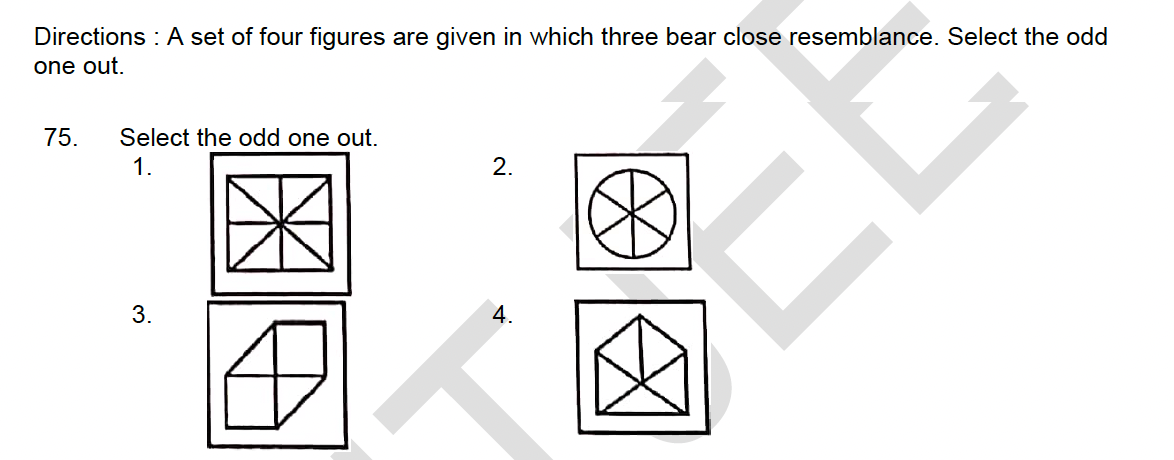 Directions : A set of four figures are given in which three bear close resemblance. Select the odd
one out.
75. Select the odd one out.
1. 2.
3. 4.